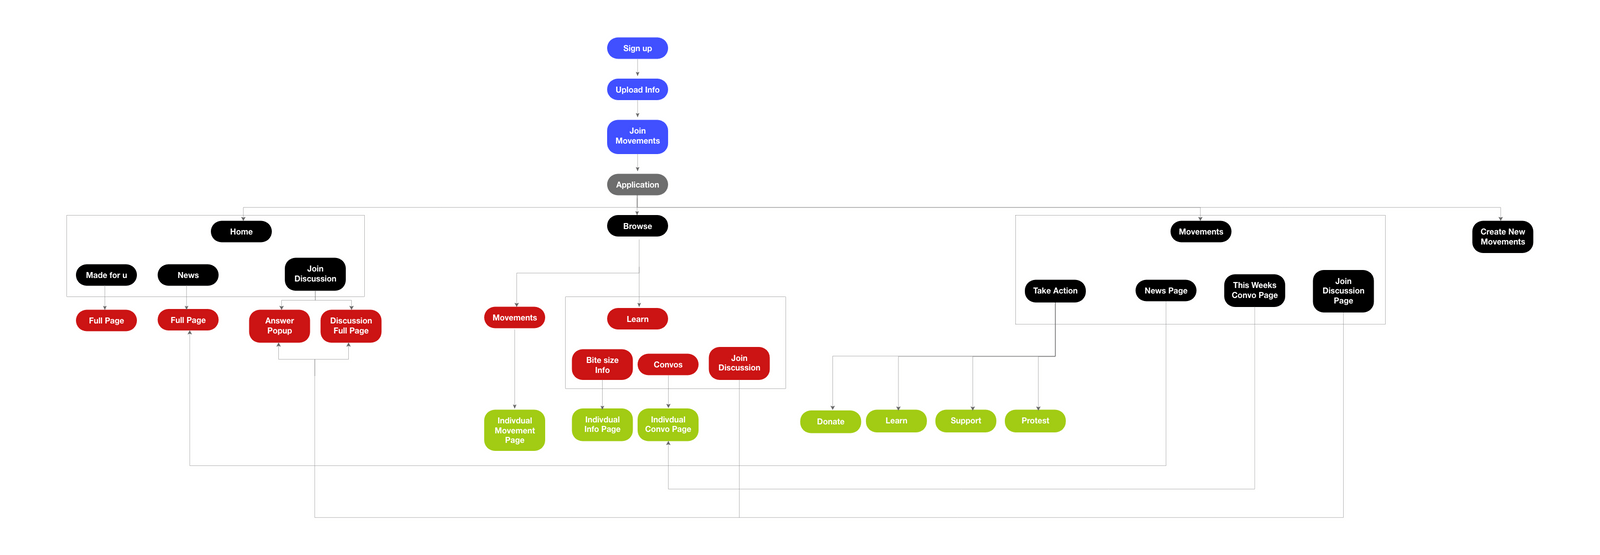 Sign up
Upload Info
Join
Movements
Application
Home
Browse
Movements
Create New
Movements
Made for u
News
Join
Discussion
Take Action
News Page
This Weeks
Convo Page
Join
Discussion
Page
Full Page
Full Page
Answer
Popup
Discussion
Full Page
Movements
Learn
Bite size
Info
Convos
Join
Discussion
Indivdual
Movement
Page
Indivdual
Info Page
Indivdual
Convo Page
Donate
Learn
Support
Protest